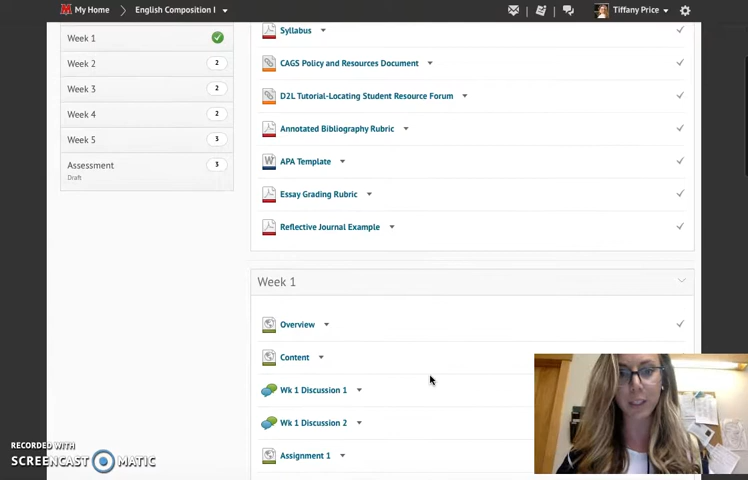 My Home
English Composition I
Tiffany Price
Week 1
Week 2
2
Week 3
2
Week 4
2
Week 5
3
Assessment
3
Draft
Syllabus
CAGS Policy and Resources Document
D2L Tutorial-Locating Student Resource Forum
Annotated Bibliography Rubric
APA Template
Essay Grading Rubric
Reflective Journal Example
Week 1
Overview
Content
Wk 1 Discussion 1
Wk 1 Discussion 2
Assignment 1
RECORDED WITH
SCREENCAST MATIC